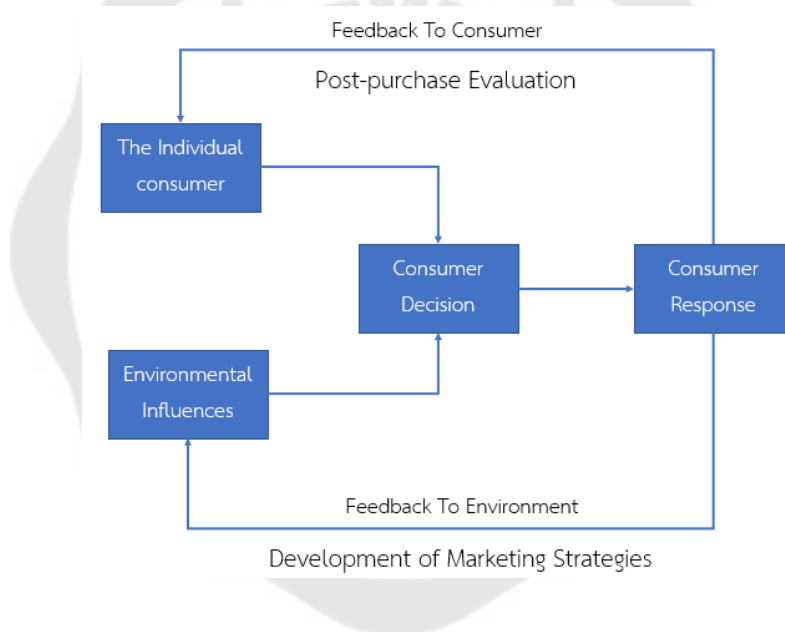 Feedback To Consumer
Post-purchase Evaluation
The Individual
consumer
Consumer
Decision
Consumer
Response
Environmental
Influences
Feedback To Environment
Development of Marketing Strategies